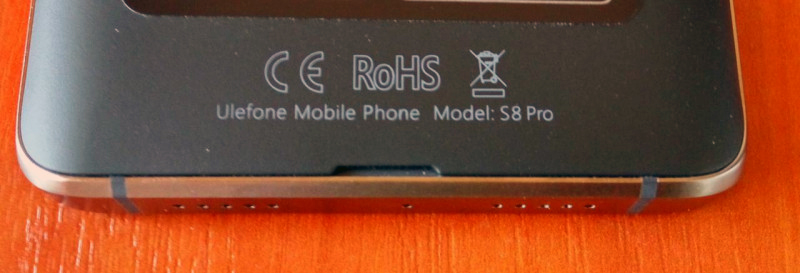 CE RoHS
Ulefone Mobile Phone Model: S8 Pro